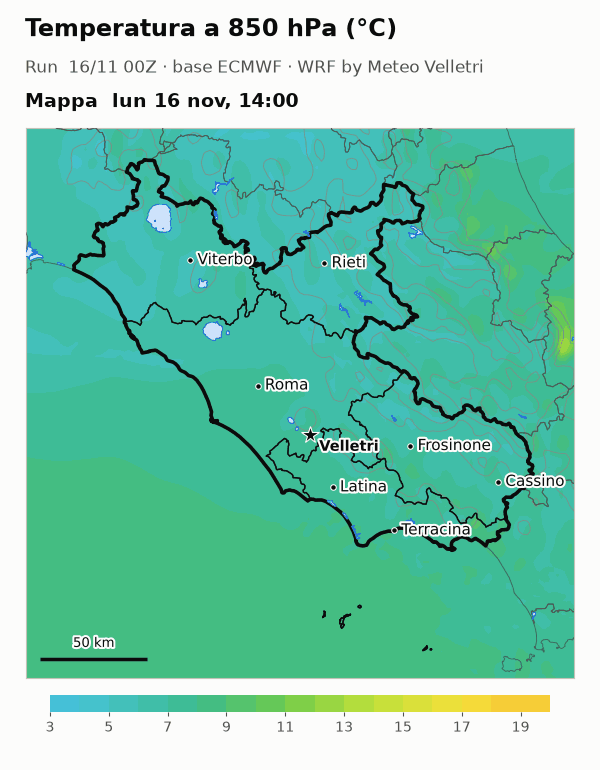 Temperatura a 850 hPa (°C)
Run  16/11 00Z · base ECMWF · WRF by Meteo Velletri
Mappa  lun 16 nov, 14:00
Viterbo
Rieti
Roma
Velletri
Frosinone
Latina
Cassino
Terracina
50 km
3 5 7 9 11 13 15 17 19